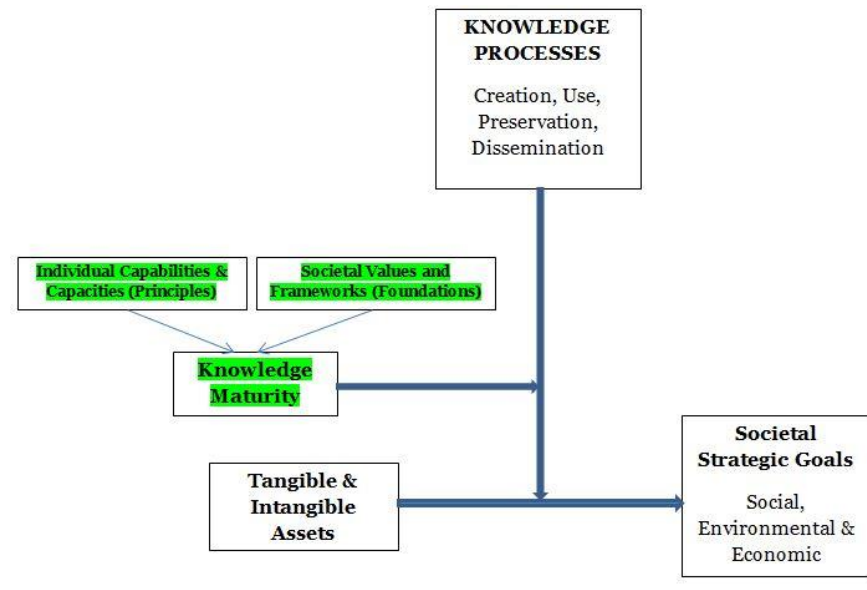 KNOWLEDGE
PROCESSES
Creation, Use,
Preservation,
Dissemination
Individual Capabilities &
Capacities (Principles)
Societal Values and
Frameworks (Foundations)
Knowledge
Maturity
Tangible &
Intangible
Assets
Societal
Strategic Goals
Social,
Environmental &
Economic